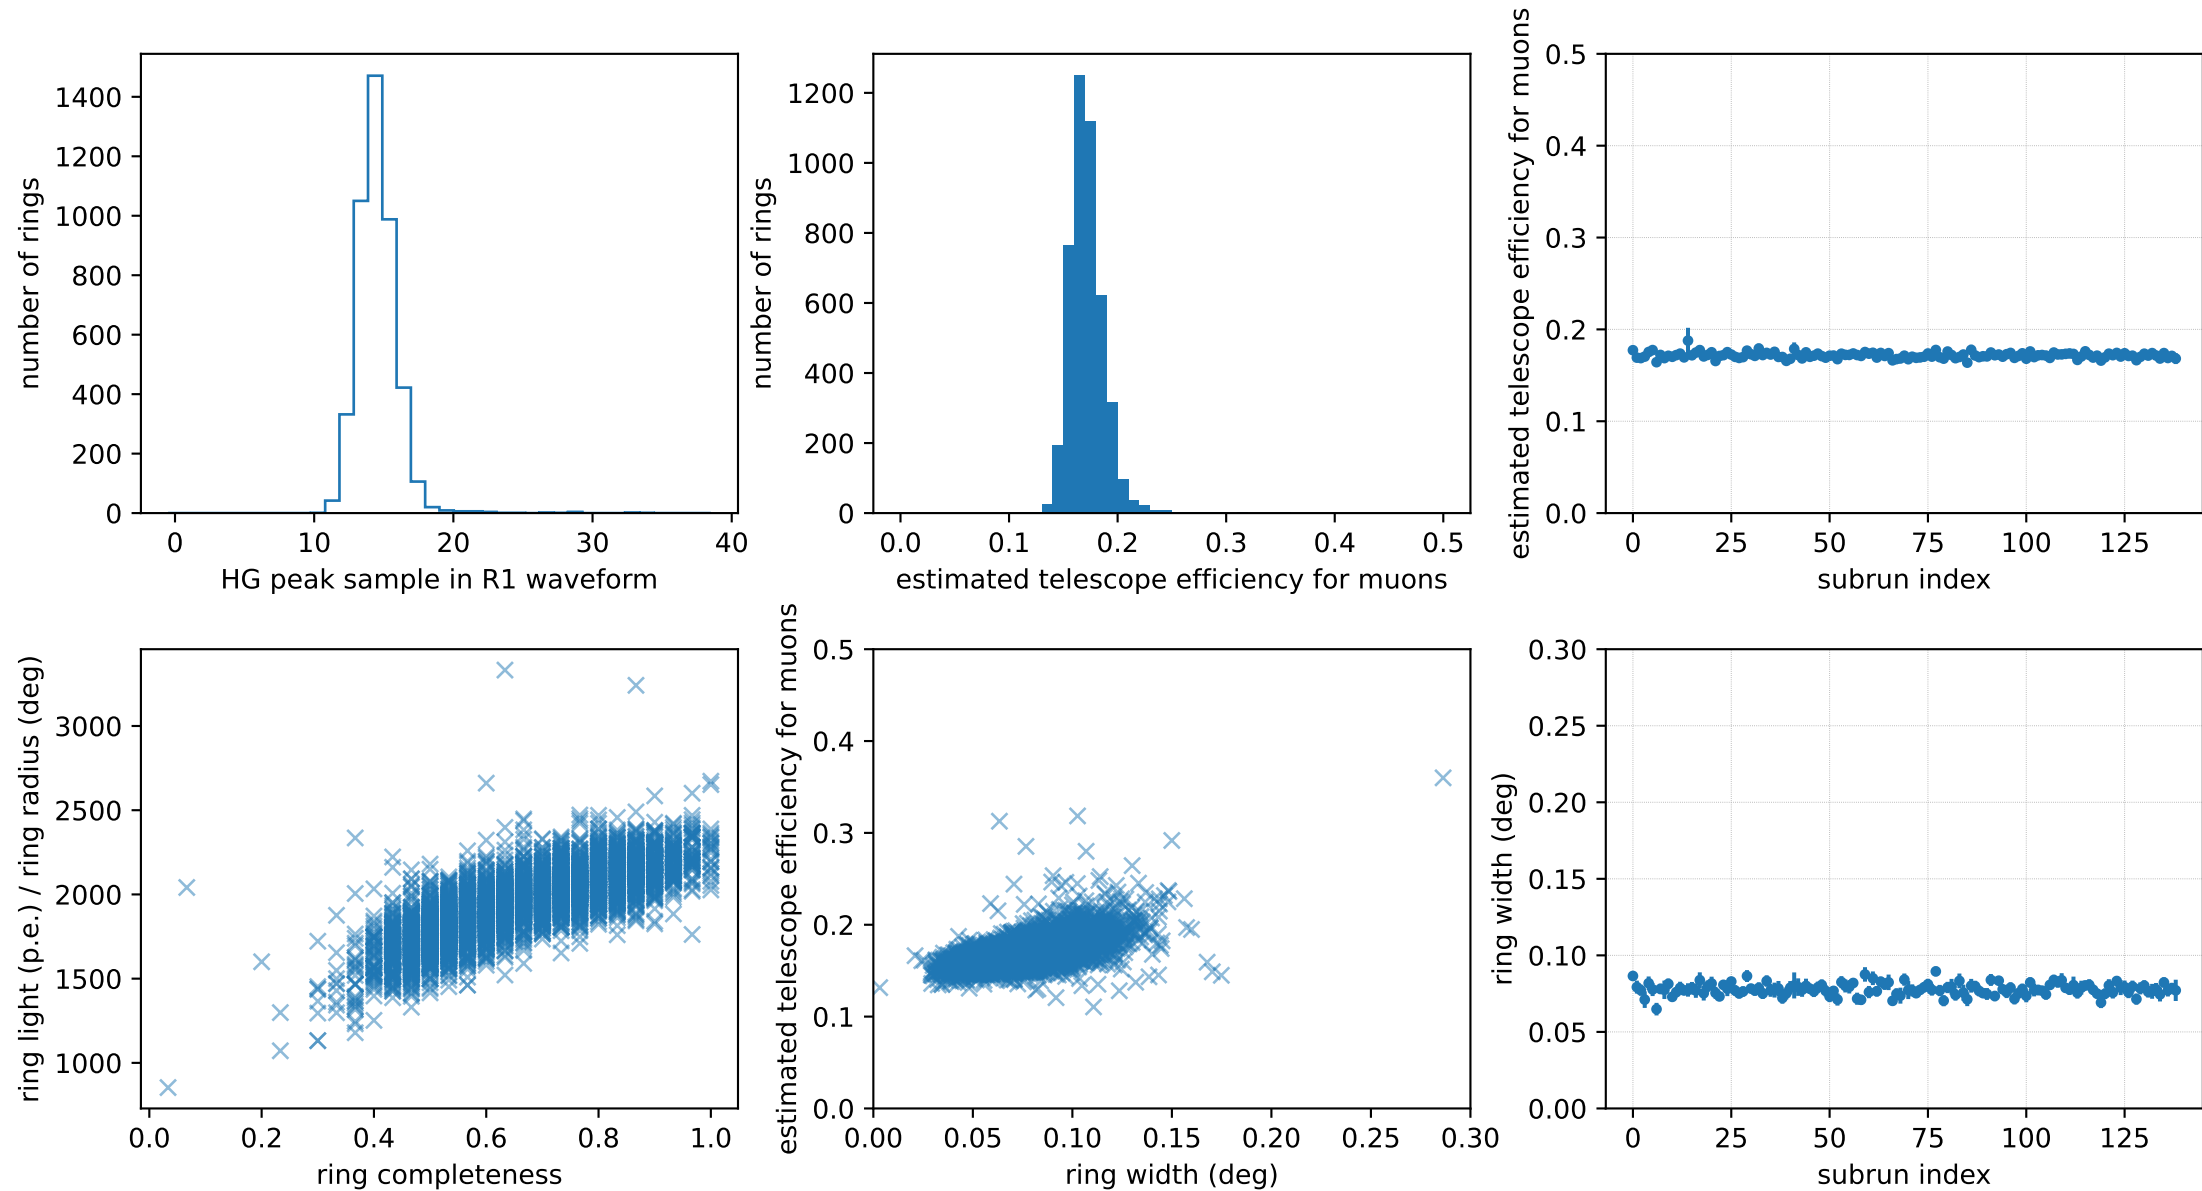 number of rings
1400
1200
1000
800
600
400
200
0
0 10 20 30 40
HG peak sample in R1 waveform
number of rings
1200
1000
800
600
400
200
0
0.0 0.1 0.2 0.3 0.4 0.5
estimated telescope efficiency for muons
estimated telescope efficiency for muons
0.5
0.4
0.3
0.2
0.1
0.0
0 25 50 75 100 125
subrun index
ring light (p.e.) / ring radius (deg)
3000
2500
2000
1500
1000
0.0 0.2 0.4 0.6 0.8 1.0
ring completeness
estimated telescope efficiency for muons
0.5
0.4
0.3
0.2
0.1
0.0
0.00 0.05 0.10 0.15 0.20 0.25 0.30
ring width (deg)
ring width (deg)
0.30
0.25
0.20
0.15
0.10
0.05
0.00
0 25 50 75 100 125
subrun index